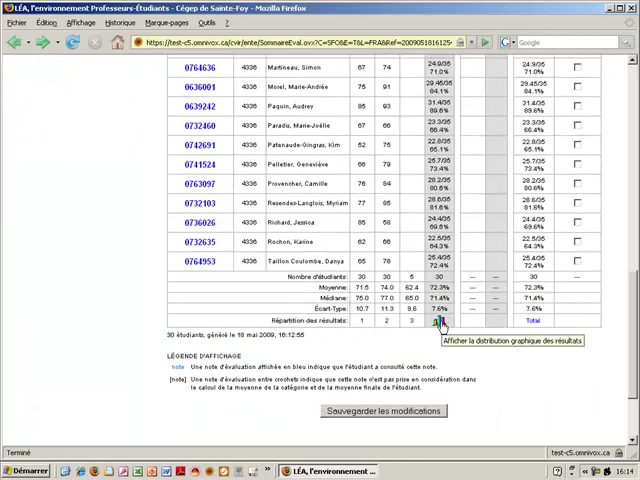 LÉA, l'environnement Professeurs-Étudiants - Cégep de Sainte-Foy - Mozilla Firefox
Fichier Édition Affichage Historique Marque-pages Outils ?
https://test-c5.omnivox.ca/cvir/ente/SommaireEval.ovx?C=SFO&E=T&L=FRA&Ref=20090518161254 Google
0764636 4336 Martineau, Simon 67 74 24.9/35 71.0% 24.9/35 71.0%
0636001 4336 Morel, Marie-Andrée 75 91 29.45/35 84.1% 29.45/35 84.1%
0639242 4336 Paquin, Audrey 85 93 31.4/35 89.6% 31.4/35 89.6%
0732460 4336 Paradis, Marie-Joëlle 67 66 23.3/35 66.4% 23.3/35 66.4%
0742691 4336 Patenaude-Gingras, Kim 52 75 22.8/35 65.1% 22.8/35 65.1%
0741524 4336 Pelletier, Geneviève 66 79 25.7/35 73.4% 25.7/35 73.4%
0763097 4336 Provencher, Camille 76 84 28.2/35 80.6% 28.2/35 80.6%
0732103 4336 Resendes-Langlois, Myriam 77 85 28.6/35 81.6% 28.6/35 81.6%
0736026 4336 Richard, Jessica 85 58 24.4/35 69.6% 24.4/35 69.6%
0732635 4336 Rochon, Karine 62 66 22.5/35 64.3% 22.5/35 64.3%
0764953 4336 Taillon Coulombe, Danya 65 78 25.4/35 72.4% 25.4/35 72.4%
Nombre d'étudiants: 30 30 5 30 --- --- 30 ---
Moyenne: 71.5 74.0 62.4 72.3% --- --- 72.3%
Médiane: 75.0 77.0 65.0 71.4% --- --- 71.4%
Écart-Type: 10.7 11.3 9.6 7.6% --- --- 7.6%
Répartition des résultats: 1 2 3 Total
30 étudiants, généré le 18 mai 2009, 16:12:55
Afficher la distribution graphique des résultats
LÉGENDE D'AFFICHAGE
note Une note d'évaluation affichée en bleu indique que l'étudiant a consulté cette note.
[note] Une note d'évaluation entre crochets indique que cette note n'est pas prise en considération dans
le calcul de la moyenne de la catégorie et de la moyenne finale de l'étudiant.
Sauvegarder les modifications
Terminé test-c5.omnivox.ca
Démarrer » LÉA, l'environnement ... 16:14